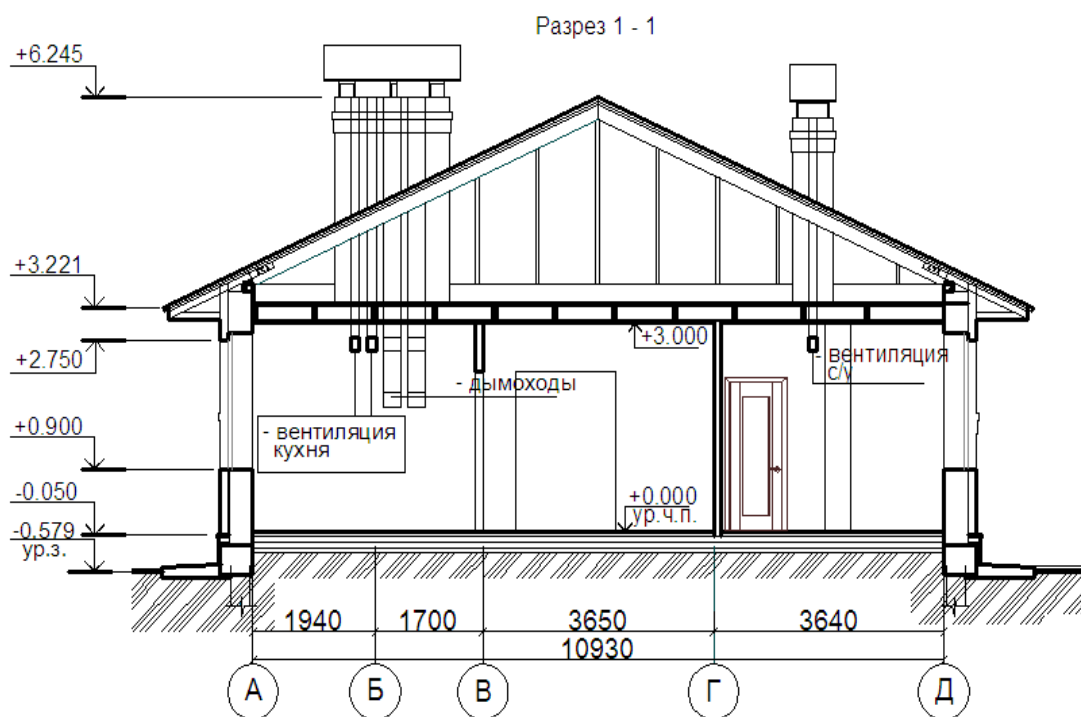 Разрез 1 - 1
+6.245
+3.221
+2.750
+0.900
-0.050
-0.579
ур.з.
+3.000
- вентиляция
с/у
- дымоходы
- вентиляция
кухня
+0.000
ур.ч.п.
1940
1700
3650
3640
10930
А
Б
В
Г
Д